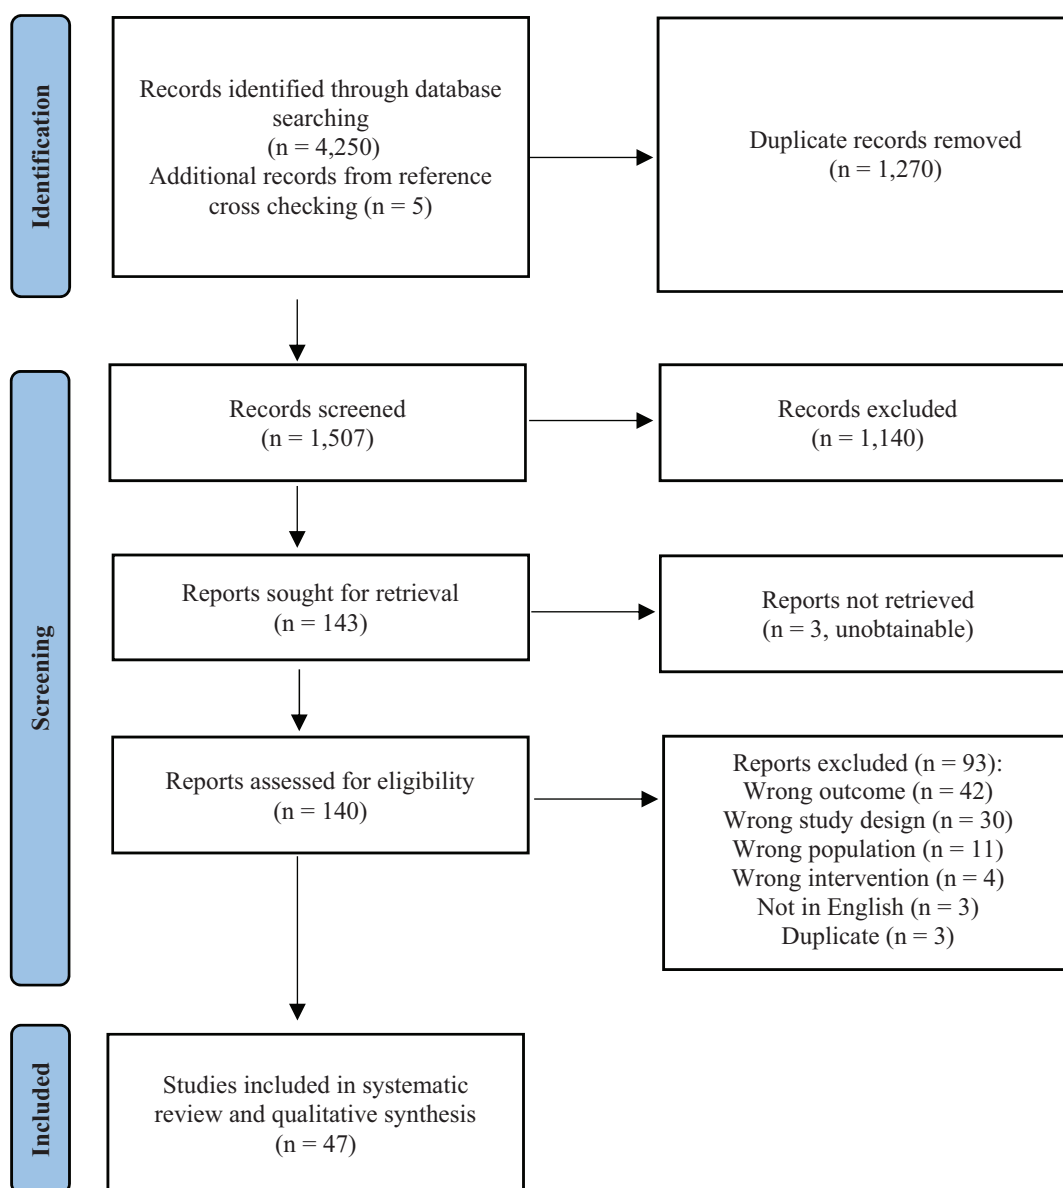 Identification
Records identified through database
searching
(n = 4,250)
Additional records from reference
cross checking (n = 5)
Duplicate records removed
(n = 1,270)
Screening
Records screened
(n = 1,507)
Records excluded
(n = 1,140)
Reports sought for retrieval
(n = 143)
Reports not retrieved
(n = 3, unobtainable)
Reports assessed for eligibility
(n = 140)
Reports excluded (n = 93):
Wrong outcome (n = 42)
Wrong study design (n = 30)
Wrong population (n = 11)
Wrong intervention (n = 4)
Not in English (n = 3)
Duplicate (n = 3)
Included
Studies included in systematic
review and qualitative synthesis
(n = 47)